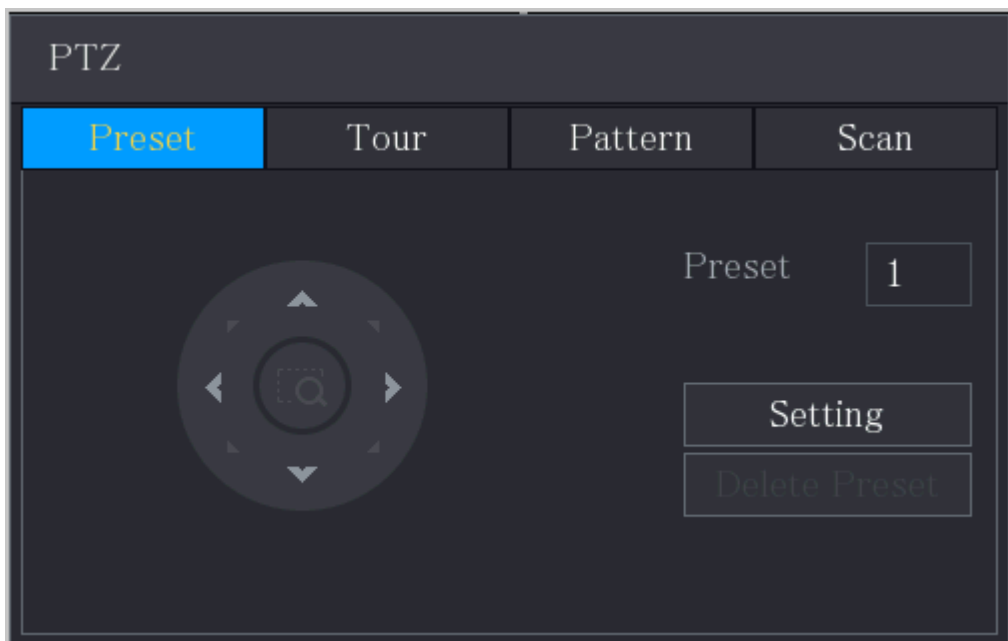 PTZ
Preset Tour Pattern Scan
Preset 1
Setting
Delete Preset